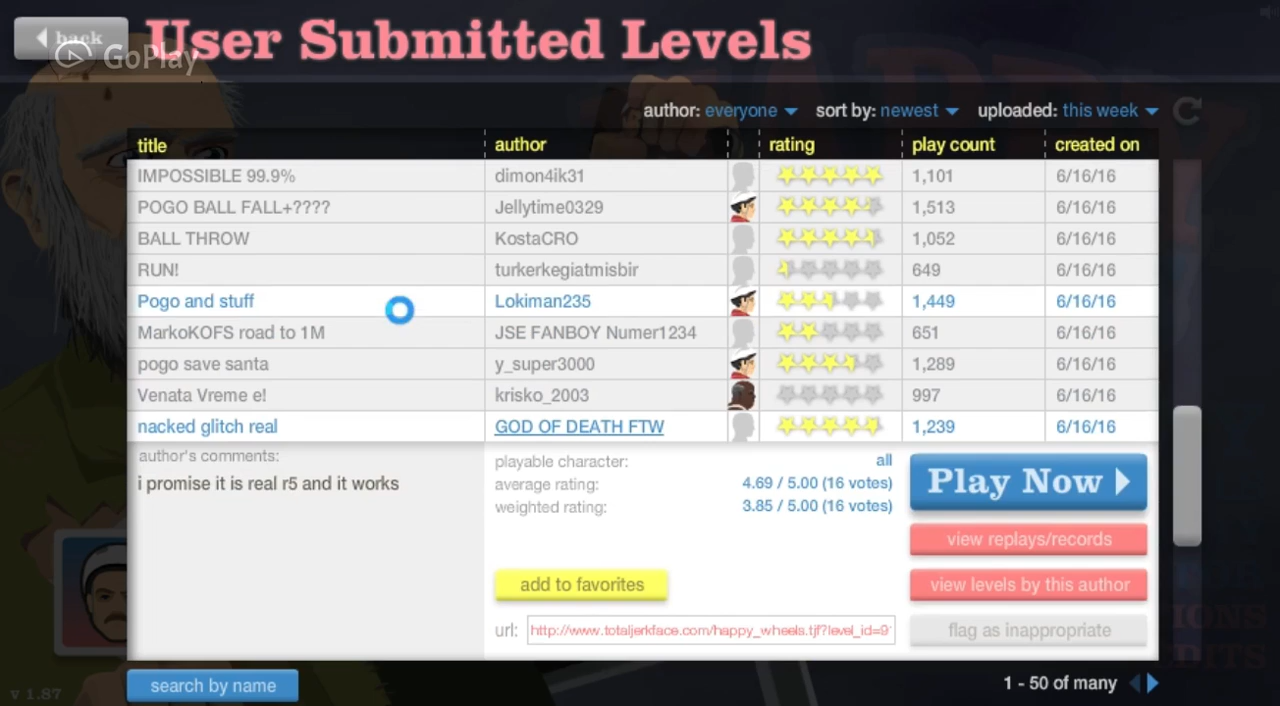 back
GoPlay
User Submitted Levels
author: everyone sort by: newest uploaded: this week
title author rating play count created on
IMPOSSIBLE 99.9% dimon4ik31 1,101 6/16/16
POGO BALL FALL+???? Jellytime0329 1,513 6/16/16
BALL THROW KostaCRO 1,052 6/16/16
RUN! turkerkegiatmisbir 649 6/16/16
Pogo and stuff Lokiman235 1,449 6/16/16
MarkoKOFS road to 1M JSE FANBOY Numer1234 651 6/16/16
pogo save santa y_super3000 1,289 6/16/16
Venata Vreme e! krisko_2003 997 6/16/16
nacked glitch real GOD OF DEATH FTW 1,239 6/16/16
author's comments:
i promise it is real r5 and it works
playable character: all
average rating: 4.69 / 5.00 (16 votes)
weighted rating: 3.85 / 5.00 (16 votes)
Play Now
view replays/records
add to favorites
view levels by this author
url: http://www.totaljerkface.com/happy_wheels.tjf?level_id=9
flag as inappropriate
search by name
1 - 50 of many
v 1.87